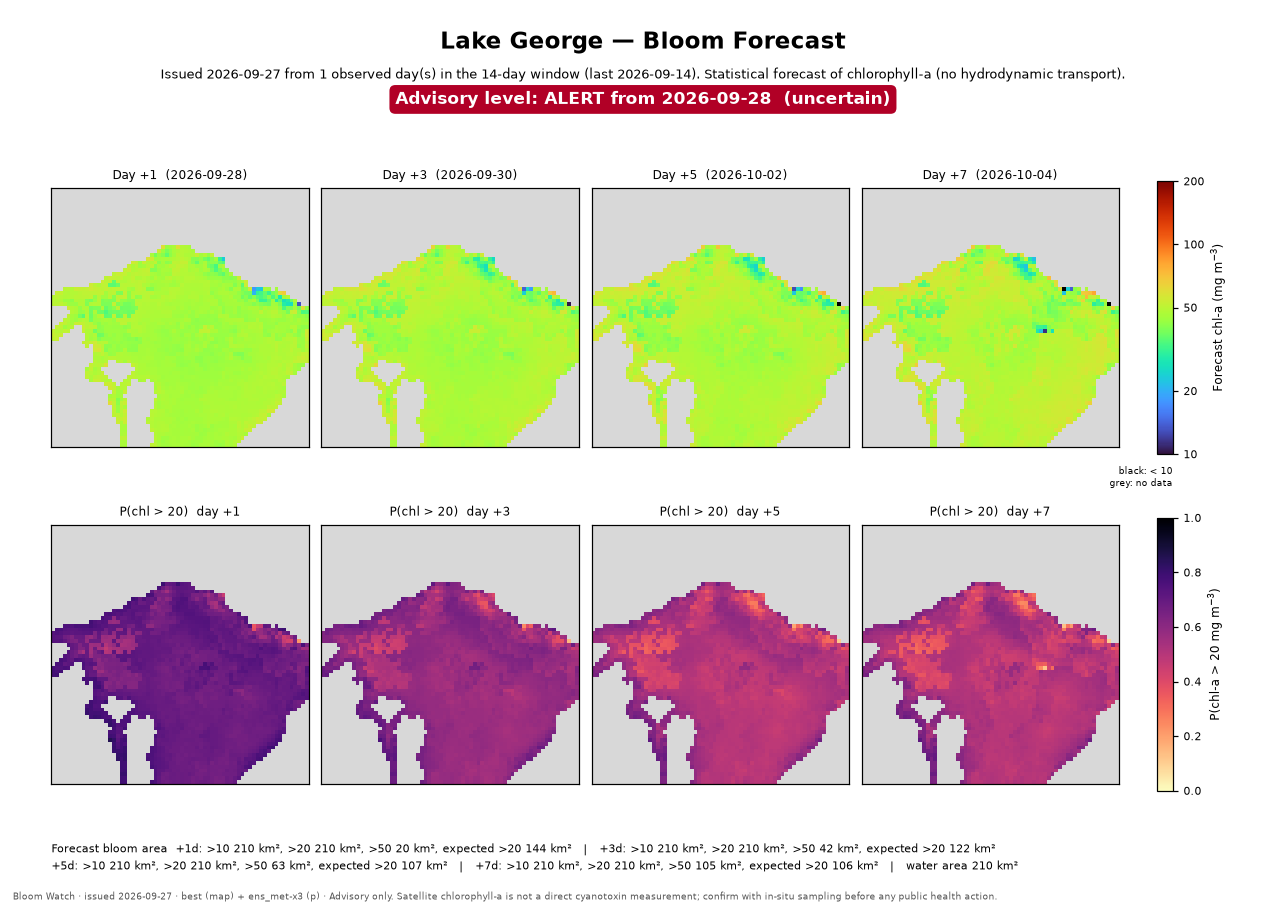 Lake George — Bloom Forecast
Issued 2026-09-27 from 1 observed day(s) in the 14-day window (last 2026-09-14). Statistical forecast of chlorophyll-a (no hydrodynamic transport).
Advisory level: ALERT from 2026-09-28 (uncertain)
Day +1 (2026-09-28)
Day +3 (2026-09-30)
Day +5 (2026-10-02)
Day +7 (2026-10-04)
200
100
50
20
10
Forecast chl-a (mg m⁻³)
black: < 10
grey: no data
P(chl > 20) day +1
P(chl > 20) day +3
P(chl > 20) day +5
P(chl > 20) day +7
1.0
0.8
0.6
0.4
0.2
0.0
P(chl-a > 20 mg m⁻³)
Forecast bloom area +1d: >10 210 km², >20 210 km², >50 20 km², expected >20 144 km² | +3d: >10 210 km², >20 210 km², >50 42 km², expected >20 122 km²
+5d: >10 210 km², >20 210 km², >50 63 km², expected >20 107 km² | +7d: >10 210 km², >20 210 km², >50 105 km², expected >20 106 km² | water area 210 km²
Bloom Watch · issued 2026-09-27 · best (map) + ens_met-x3 (p) · Advisory only. Satellite chlorophyll-a is not a direct cyanotoxin measurement; confirm with in-situ sampling before any public health action.